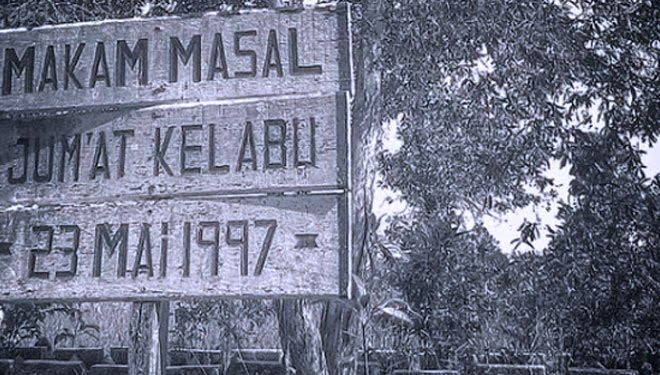 MAKAM MASAL
JUM'AT KELABU
- 23 MAi 1997 -